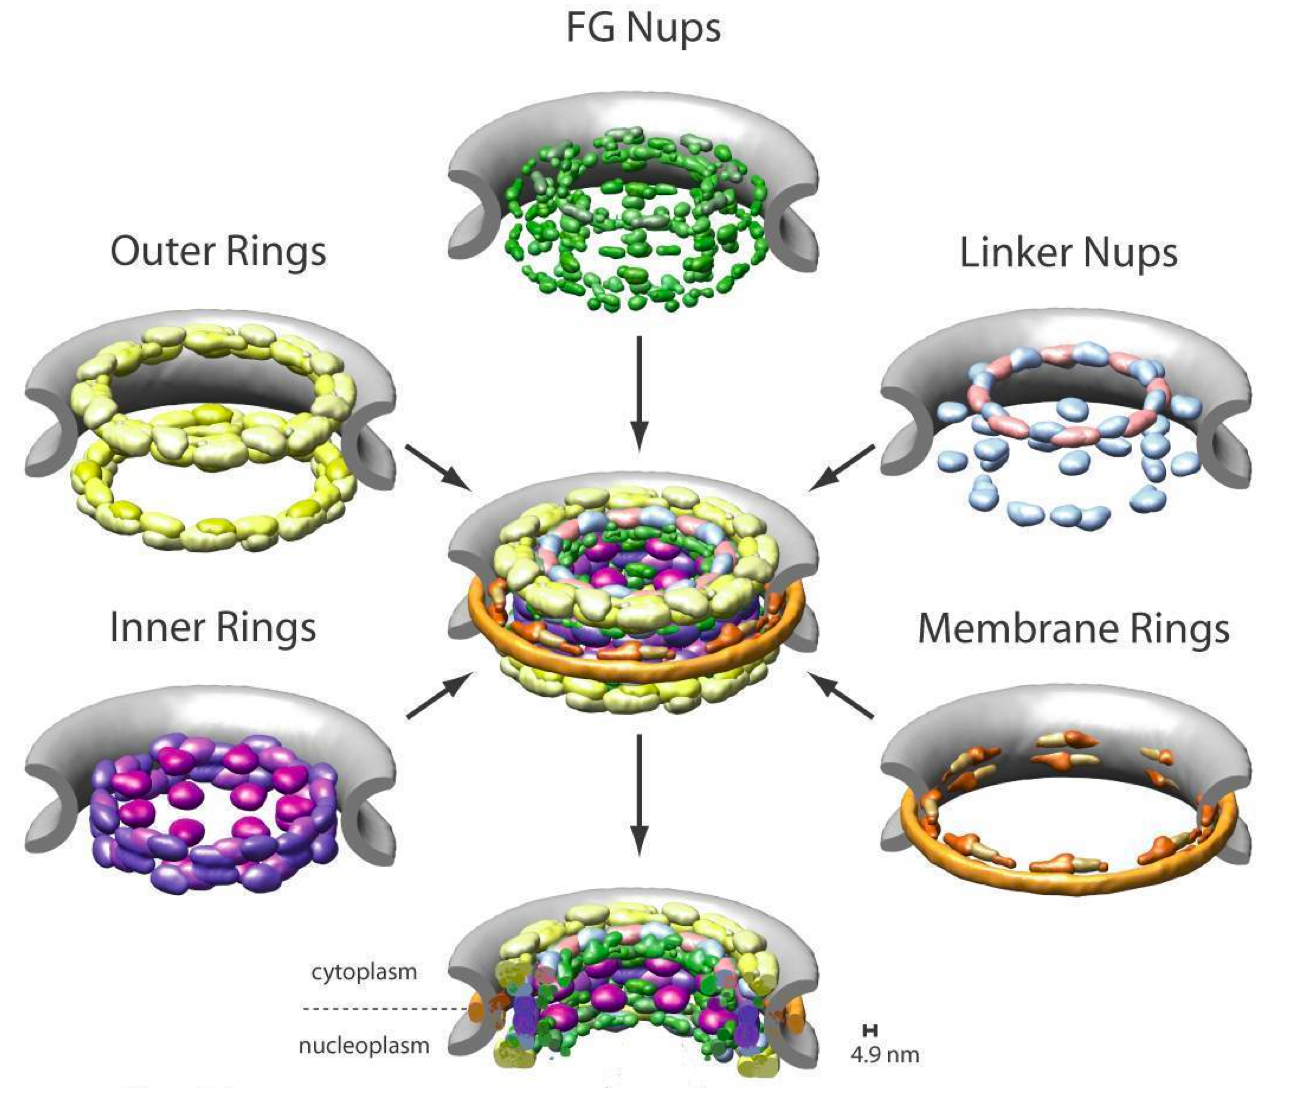 FG Nups
Outer Rings
Linker Nups
Inner Rings
Membrane Rings
cytoplasm
nucleoplasm
4.9 nm